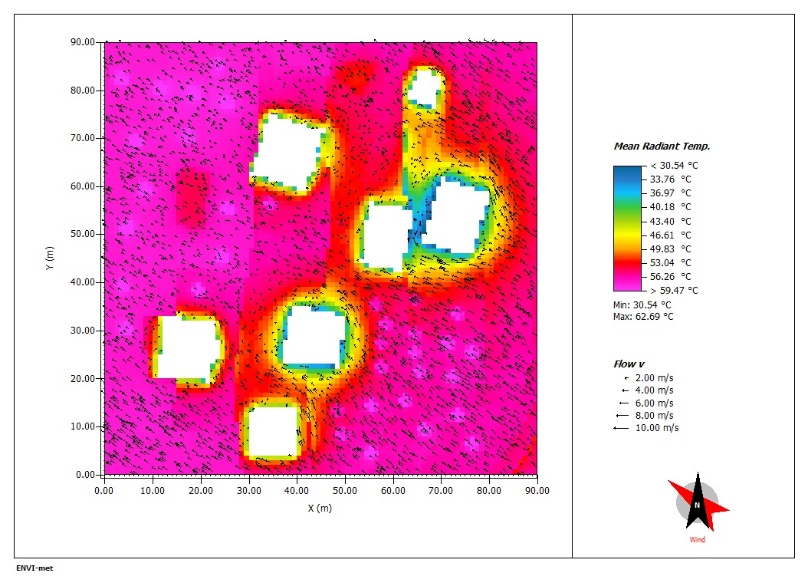 90.00
80.00
70.00
60.00
50.00
40.00
30.00
20.00
10.00
0.00
Y (m)
0.00 10.00 20.00 30.00 40.00 50.00 60.00 70.00 80.00 90.00
X (m)
Mean Radiant Temp.
< 30.54 °C
33.76 °C
36.97 °C
40.18 °C
43.40 °C
46.61 °C
49.83 °C
53.04 °C
56.26 °C
> 59.47 °C
Min: 30.54 °C
Max: 62.69 °C
Flow v
2.00 m/s
4.00 m/s
6.00 m/s
8.00 m/s
10.00 m/s
N
Wind
ENVI-met